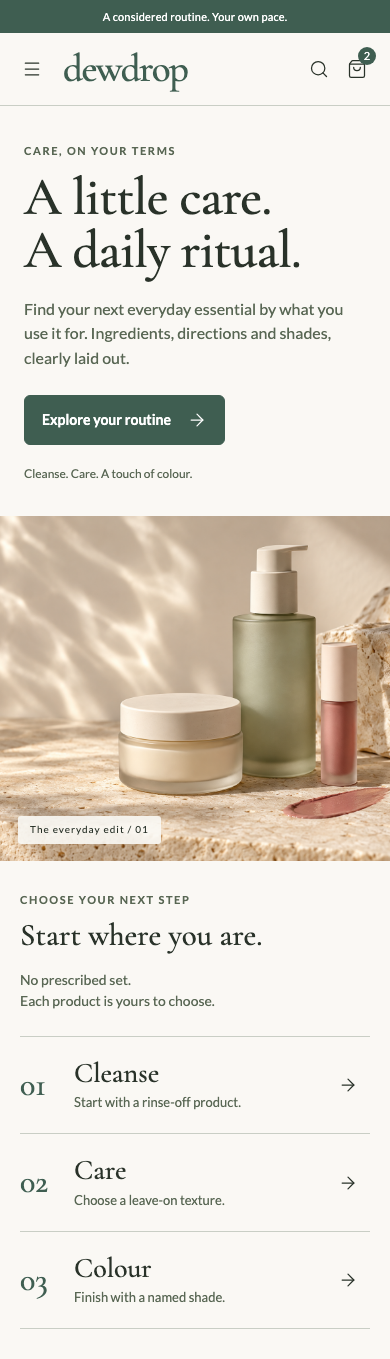 A considered routine. Your own pace.
dewdrop
2
CARE, ON YOUR TERMS
A little care.
A daily ritual.
Find your next everyday essential by what you
use it for. Ingredients, directions and shades,
clearly laid out.
Explore your routine
Cleanse. Care. A touch of colour.
The everyday edit / 01
CHOOSE YOUR NEXT STEP
Start where you are.
No prescribed set.
Each product is yours to choose.
01
Cleanse
Start with a rinse-off product.
02
Care
Choose a leave-on texture.
03
Colour
Finish with a named shade.